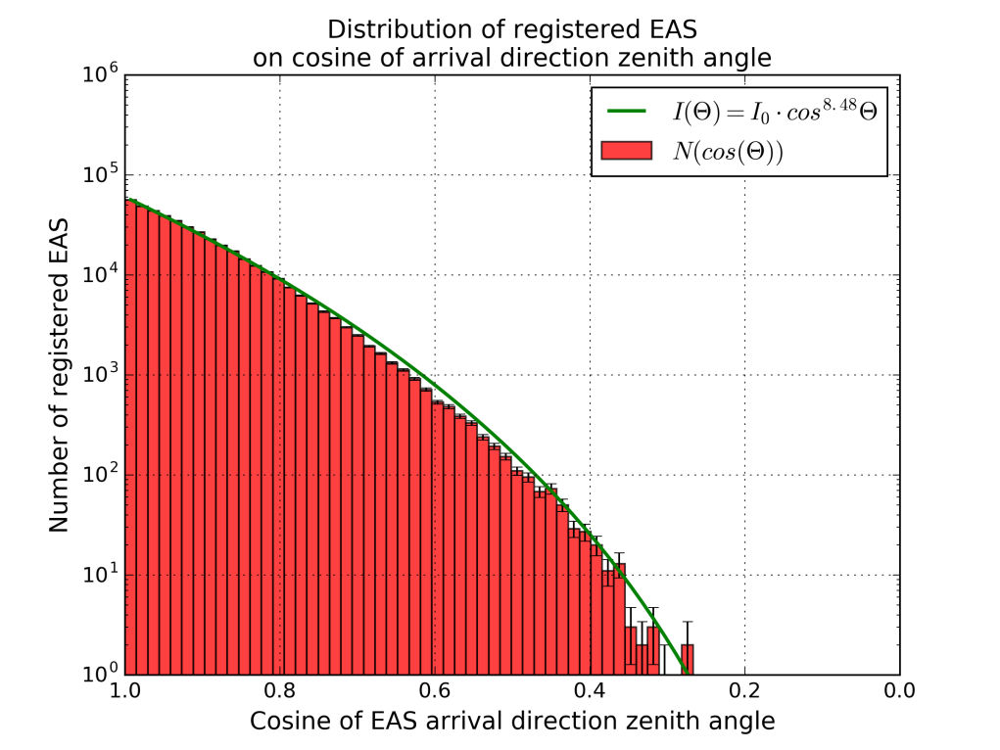 Distribution of registered EAS
on cosine of arrival direction zenith angle
10^6
10^5
10^4
10^3
10^2
10^1
10^0
Number of registered EAS
I(Θ) = I_0 · cos^{8.48}Θ
N(cos(Θ))
1.0 0.8 0.6 0.4 0.2 0.0
Cosine of EAS arrival direction zenith angle